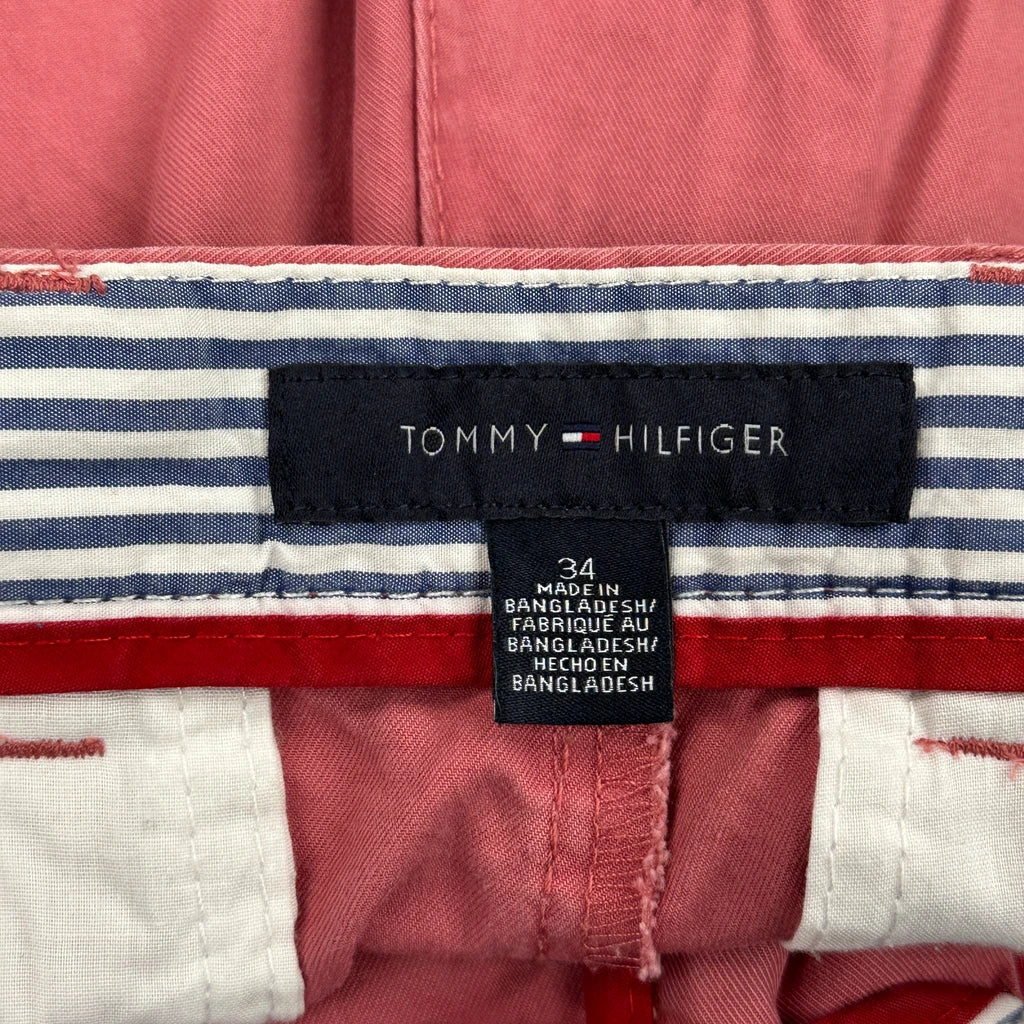 TOMMY HILFIGER
34
MADE IN
BANGLADESH/
FABRIQUÉ AU
BANGLADESH/
HECHO EN
BANGLADESH